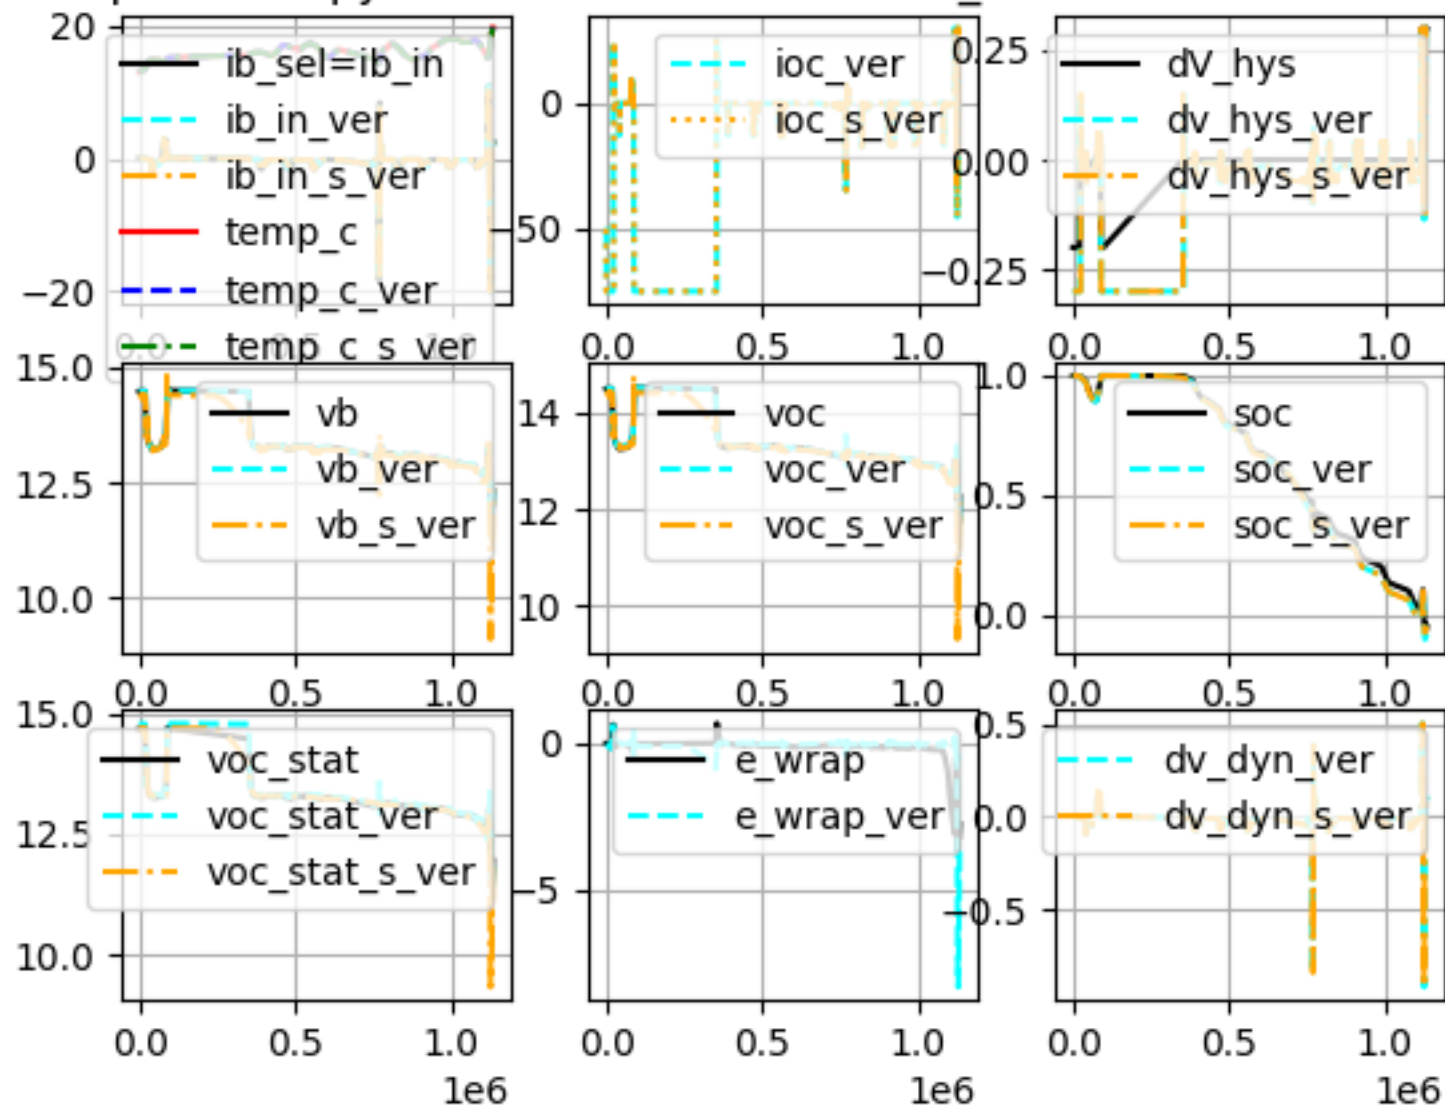 20
0
−20
ib_sel=ib_in
ib_in_ver
ib_in_s_ver
temp_c
temp_c_ver
temp_c_s_ver
0.0 0.5 1.0
0
−50
ioc_ver
ioc_s_ver
0.0 0.5 1.0
0.25
0.00
−0.25
dV_hys
dv_hys_ver
dv_hys_s_ver
0.0 0.5 1.0
15.0
12.5
10.0
vb
vb_ver
vb_s_ver
0.0 0.5 1.0
14
12
10
voc
voc_ver
voc_s_ver
0.0 0.5 1.0
1.0
0.5
0.0
soc
soc_ver
soc_s_ver
0.0 0.5 1.0
15.0
12.5
10.0
voc_stat
voc_stat_ver
voc_stat_s_ver
0.0 0.5 1.0
1e6
0
−5
e_wrap
e_wrap_ver
0.0 0.5 1.0
1e6
0.5
0.0
−0.5
dv_dyn_ver
dv_dyn_s_ver
0.0 0.5 1.0
1e6